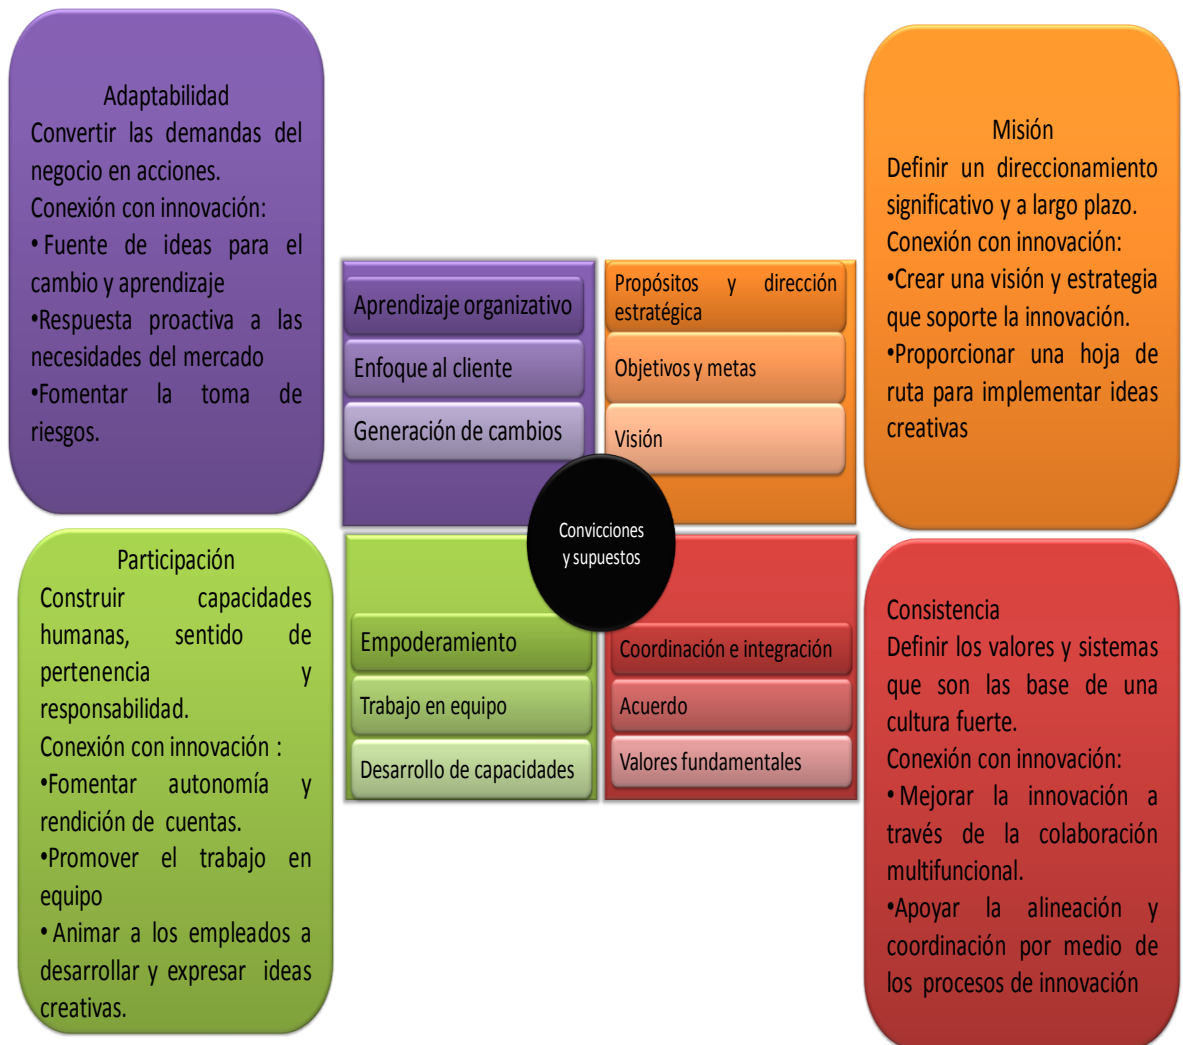 Adaptabilidad
Convertir las demandas del
negocio en acciones.
Conexión con innovación:
• Fuente de ideas para el
cambio y aprendizaje
•Respuesta proactiva a las
necesidades del mercado
•Fomentar la toma de
riesgos.
Aprendizaje organizativo
Enfoque al cliente
Generación de cambios
Propósitos y dirección
estratégica
Objetivos y metas
Visión
Misión
Definir un direccionamiento
significativo y a largo plazo.
Conexión con innovación:
•Crear una visión y estrategia
que soporte la innovación.
•Proporcionar una hoja de
ruta para implementar ideas
creativas
Convicciones
y supuestos
Participación
Construir capacidades
humanas, sentido de
pertenencia y
responsabilidad.
Conexión con innovación :
•Fomentar autonomía y
rendición de cuentas.
•Promover el trabajo en
equipo
• Animar a los empleados a
desarrollar y expresar ideas
creativas.
Empoderamiento
Trabajo en equipo
Desarrollo de capacidades
Coordinación e integración
Acuerdo
Valores fundamentales
Consistencia
Definir los valores y sistemas
que son las base de una
cultura fuerte.
Conexión con innovación:
• Mejorar la innovación a
través de la colaboración
multifuncional.
•Apoyar la alineación y
coordinación por medio de
los procesos de innovación